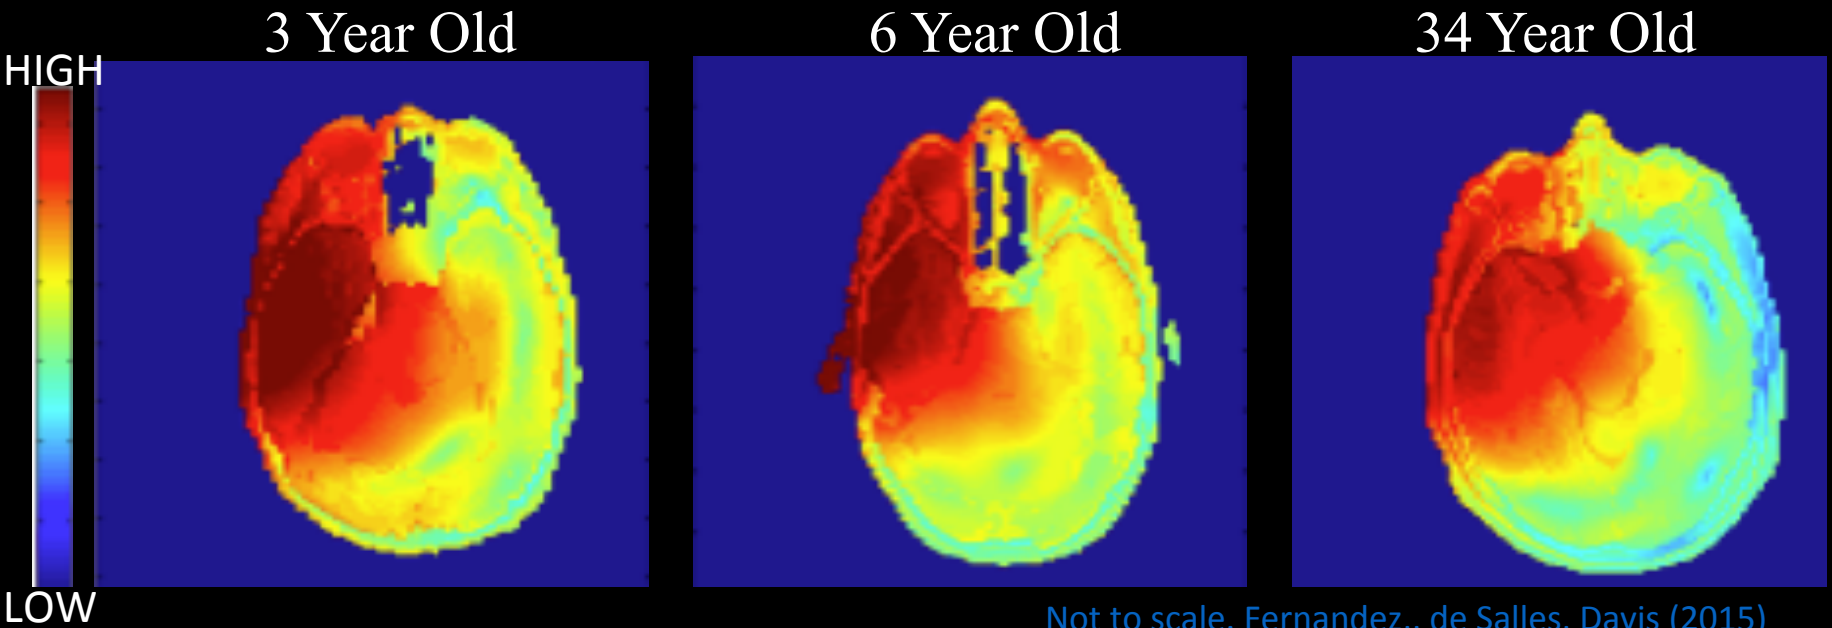 3 Year Old
6 Year Old
34 Year Old
HIGH
LOW
Not to scale. Fernandez,, de Salles, Davis (2015)